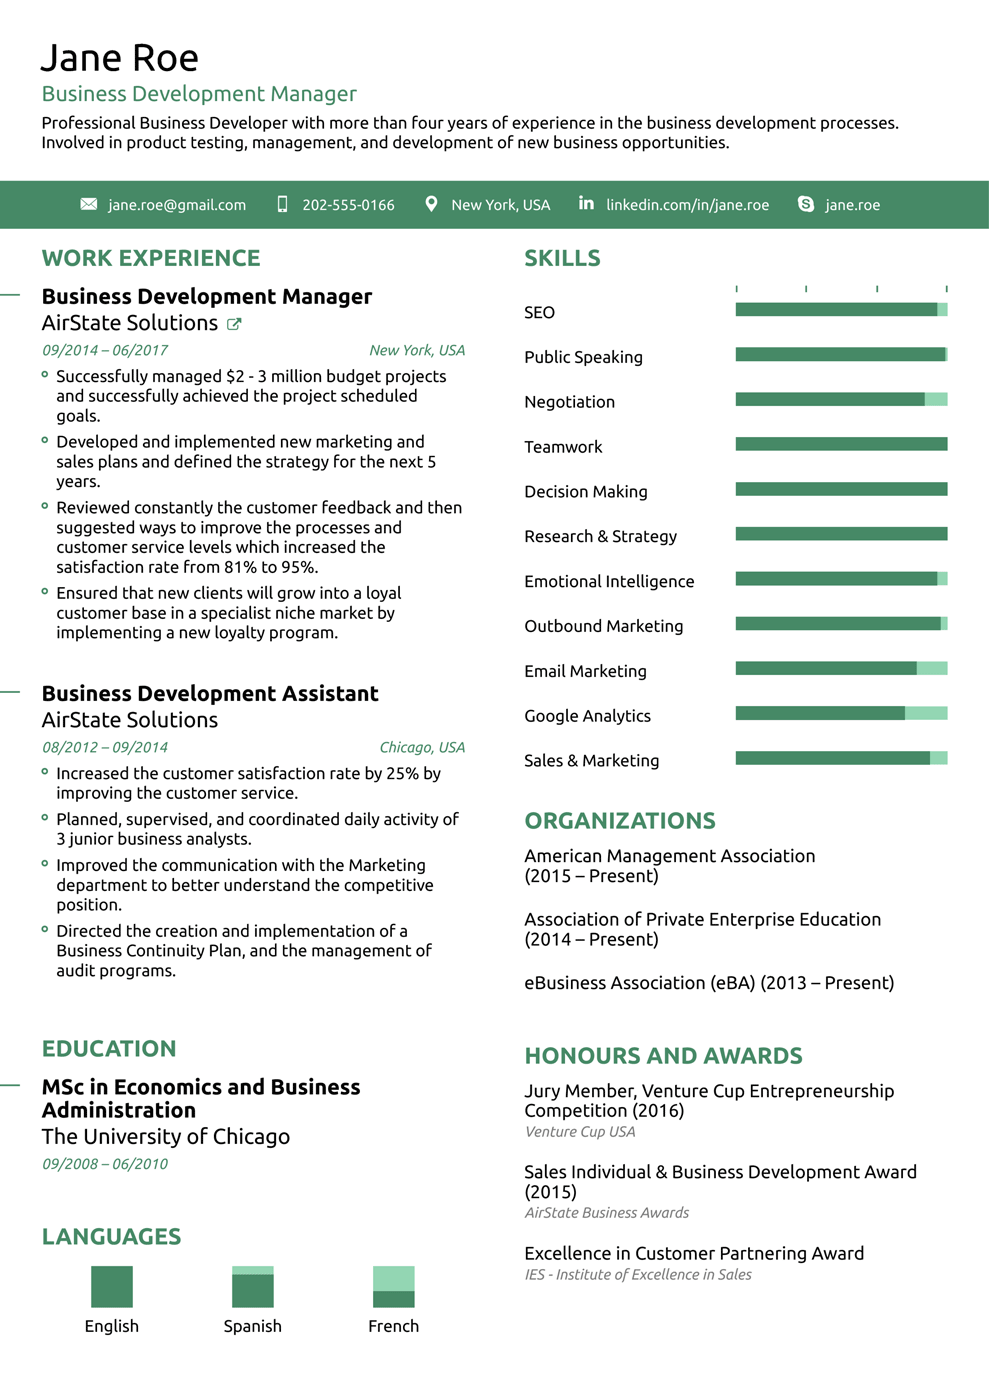 Jane Roe
Business Development Manager
Professional Business Developer with more than four years of experience in the business development processes.
Involved in product testing, management, and development of new business opportunities.
jane.roe@gmail.com
202-555-0166
New York, USA
linkedin.com/in/jane.roe
jane.roe
WORK EXPERIENCE
Business Development Manager
AirState Solutions
09/2014 – 06/2017
New York, USA
Successfully managed $2 - 3 million budget projects
and successfully achieved the project scheduled
goals.
Developed and implemented new marketing and
sales plans and defined the strategy for the next 5
years.
Reviewed constantly the customer feedback and then
suggested ways to improve the processes and
customer service levels which increased the
satisfaction rate from 81% to 95%.
Ensured that new clients will grow into a loyal
customer base in a specialist niche market by
implementing a new loyalty program.
Business Development Assistant
AirState Solutions
08/2012 – 09/2014
Chicago, USA
Increased the customer satisfaction rate by 25% by
improving the customer service.
Planned, supervised, and coordinated daily activity of
3 junior business analysts.
Improved the communication with the Marketing
department to better understand the competitive
position.
Directed the creation and implementation of a
Business Continuity Plan, and the management of
audit programs.
EDUCATION
MSc in Economics and Business
Administration
The University of Chicago
09/2008 – 06/2010
LANGUAGES
English
Spanish
French
SKILLS
SEO
Public Speaking
Negotiation
Teamwork
Decision Making
Research & Strategy
Emotional Intelligence
Outbound Marketing
Email Marketing
Google Analytics
Sales & Marketing
ORGANIZATIONS
American Management Association
(2015 – Present)
Association of Private Enterprise Education
(2014 – Present)
eBusiness Association (eBA) (2013 – Present)
HONOURS AND AWARDS
Jury Member, Venture Cup Entrepreneurship
Competition (2016)
Venture Cup USA
Sales Individual & Business Development Award
(2015)
AirState Business Awards
Excellence in Customer Partnering Award
IES - Institute of Excellence in Sales